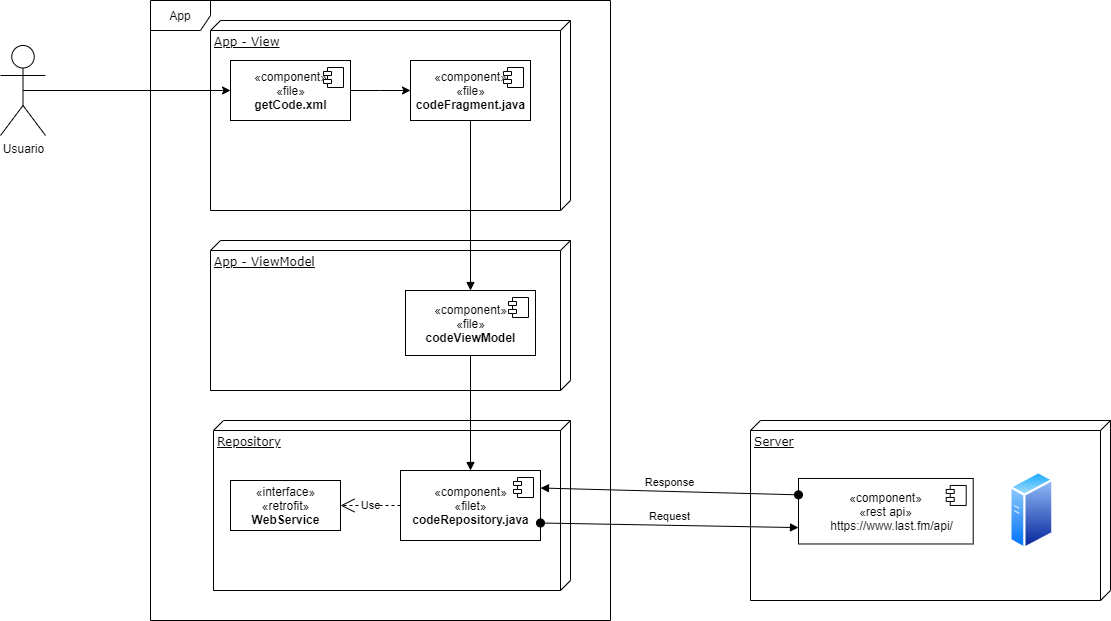 App
App - View
«component»
«file»
getCode.xml
«component»
«file»
codeFragment.java
Usuario
App - ViewModel
«component»
«file»
codeViewModel
Repository
«interface»
«retrofit»
WebService
Use
«component»
«filet»
codeRepository.java
Response
Request
Server
«component»
«rest api»
https://www.last.fm/api/